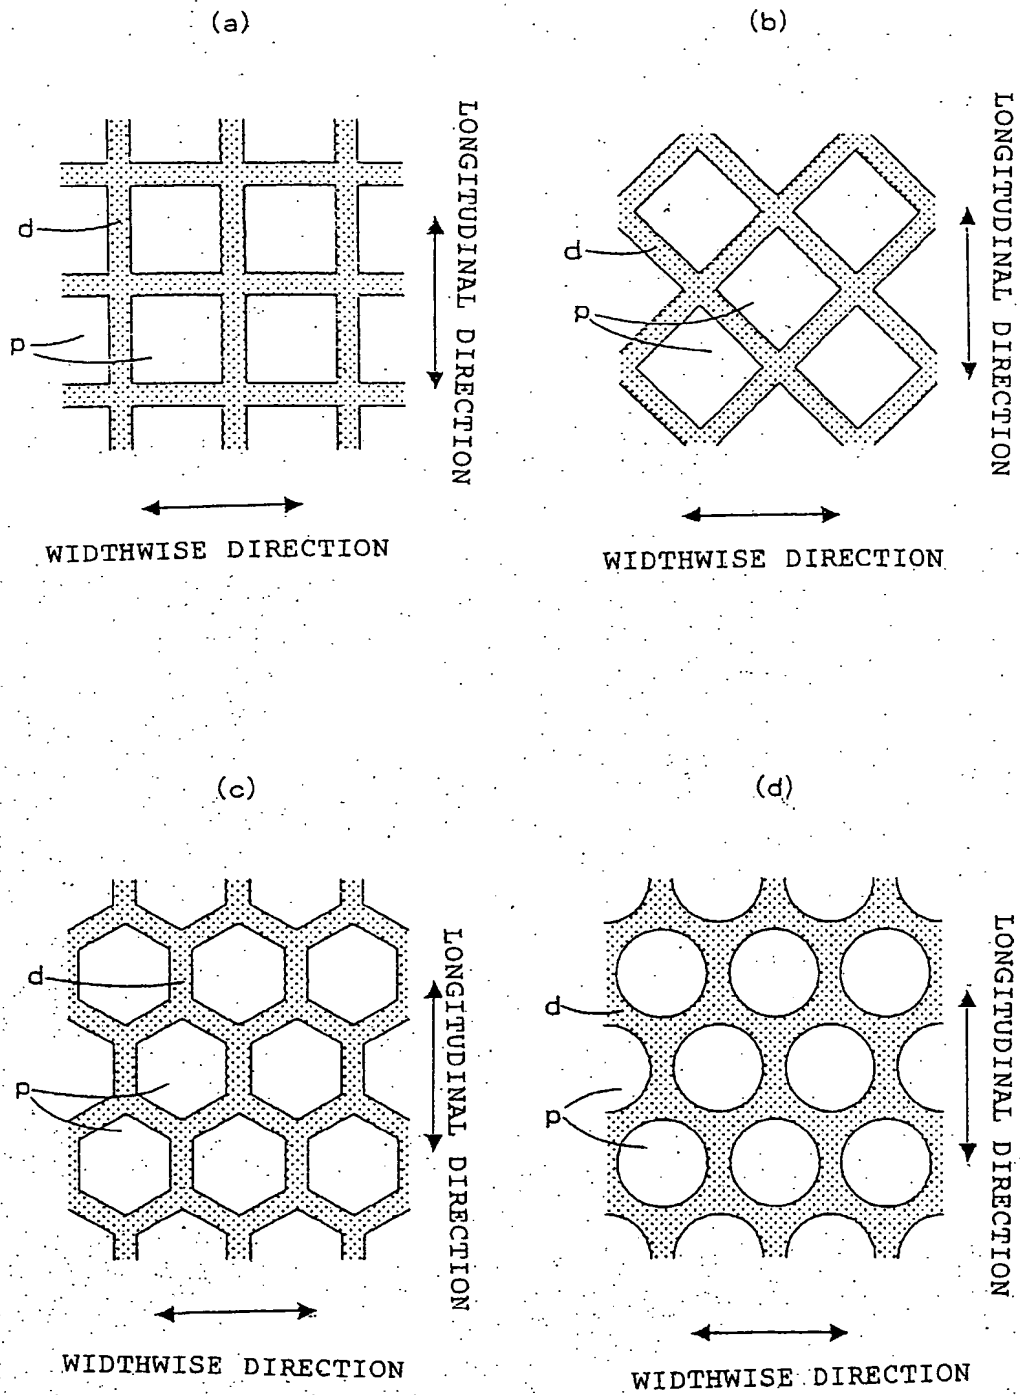 (a)
d
p
LONGITUDINAL DIRECTION
WIDTHWISE DIRECTION
(b)
d
p
LONGITUDINAL DIRECTION
WIDTHWISE DIRECTION
(c)
d
p
LONGITUDINAL DIRECTION
WIDTHWISE DIRECTION
(d)
d
p
LONGITUDINAL DIRECTION
WIDTHWISE DIRECTION